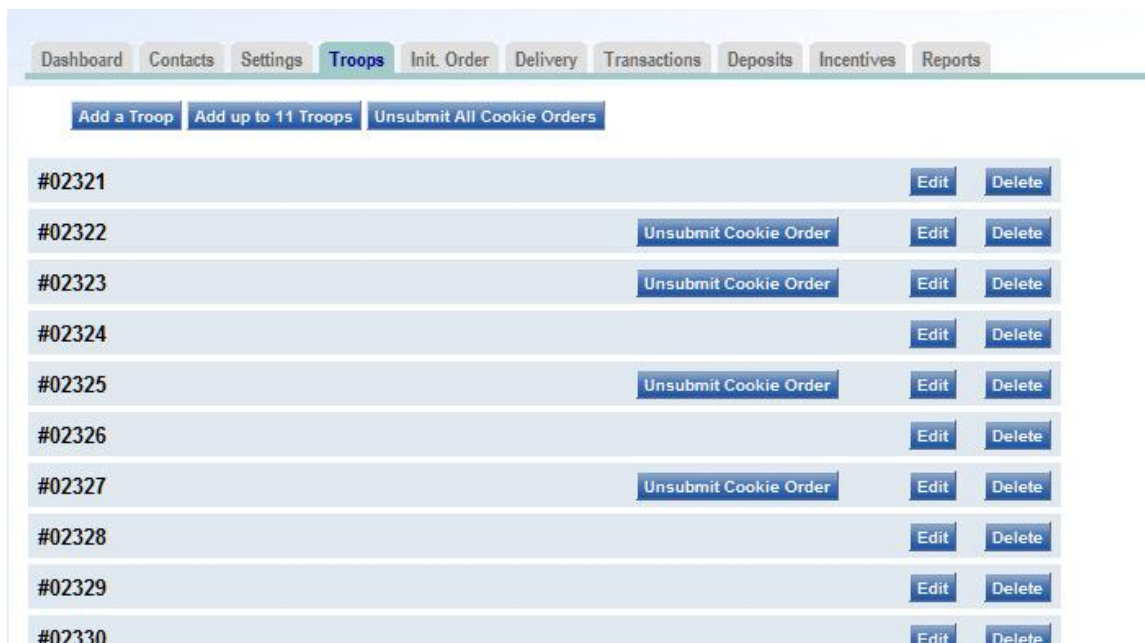 Dashboard Contacts Settings Troops Init. Order Delivery Transactions Deposits Incentives Reports
Add a Troop Add up to 11 Troops Unsubmit All Cookie Orders
#02321 Edit Delete
#02322 Unsubmit Cookie Order Edit Delete
#02323 Unsubmit Cookie Order Edit Delete
#02324 Edit Delete
#02325 Unsubmit Cookie Order Edit Delete
#02326 Edit Delete
#02327 Unsubmit Cookie Order Edit Delete
#02328 Edit Delete
#02329 Edit Delete
#02330 Edit Delete